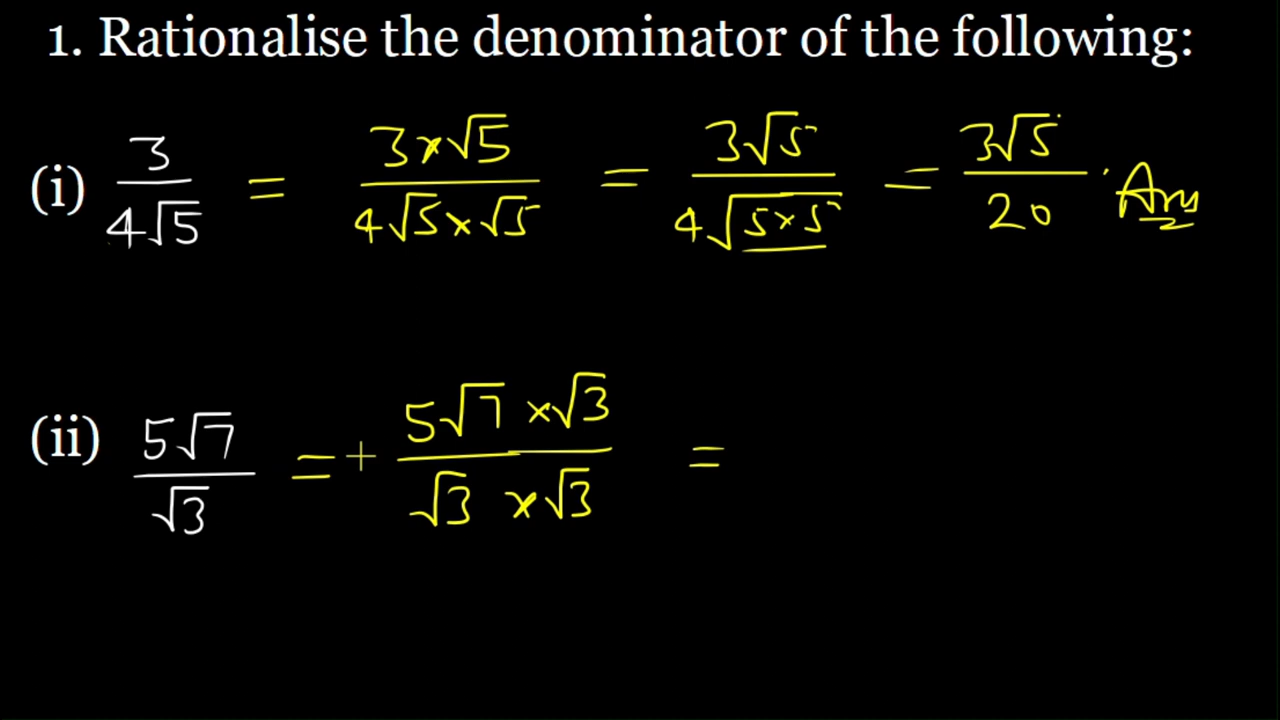 1. Rationalise the denominator of the following:
(i) 3/4√5 = 3×√5/4√5×√5 = 3√5/4√5×5 = 3√5/20 . Ans
(ii) 5√7/√3 = 5√7×√3/√3×√3 =